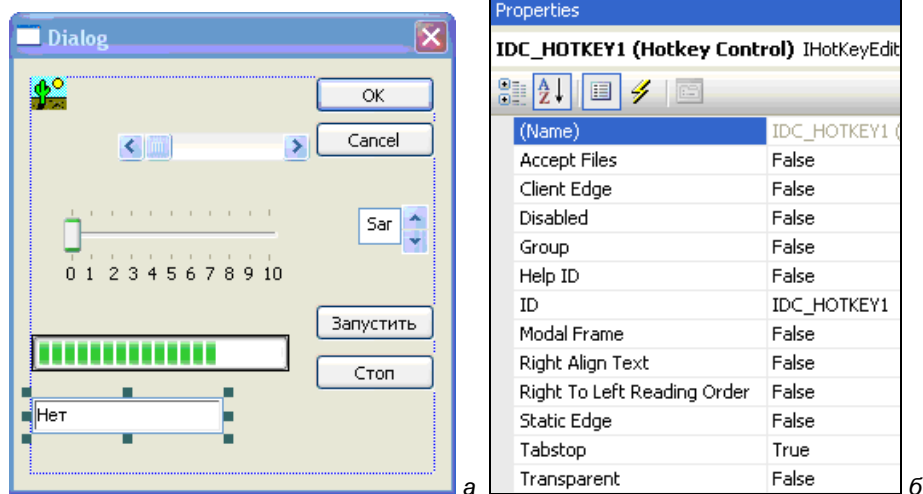 Dialog
OK
Cancel
Sar
0 1 2 3 4 5 6 7 8 9 10
Запустить
Стоп
Нет
а
Properties
IDC_HOTKEY1 (Hotkey Control) IHotKeyEdit
(Name) IDC_HOTKEY1 (
Accept Files False
Client Edge False
Disabled False
Group False
Help ID False
ID IDC_HOTKEY1
Modal Frame False
Right Align Text False
Right To Left Reading Order False
Static Edge False
Tabstop True
Transparent False
б